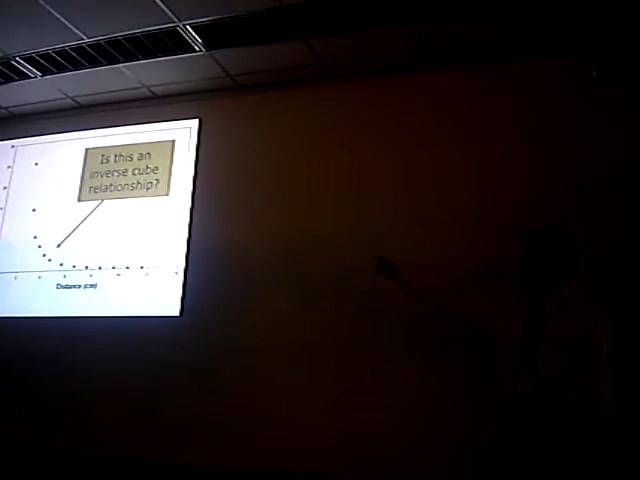 Is this an
inverse cube
relationship?
Distance (cm)